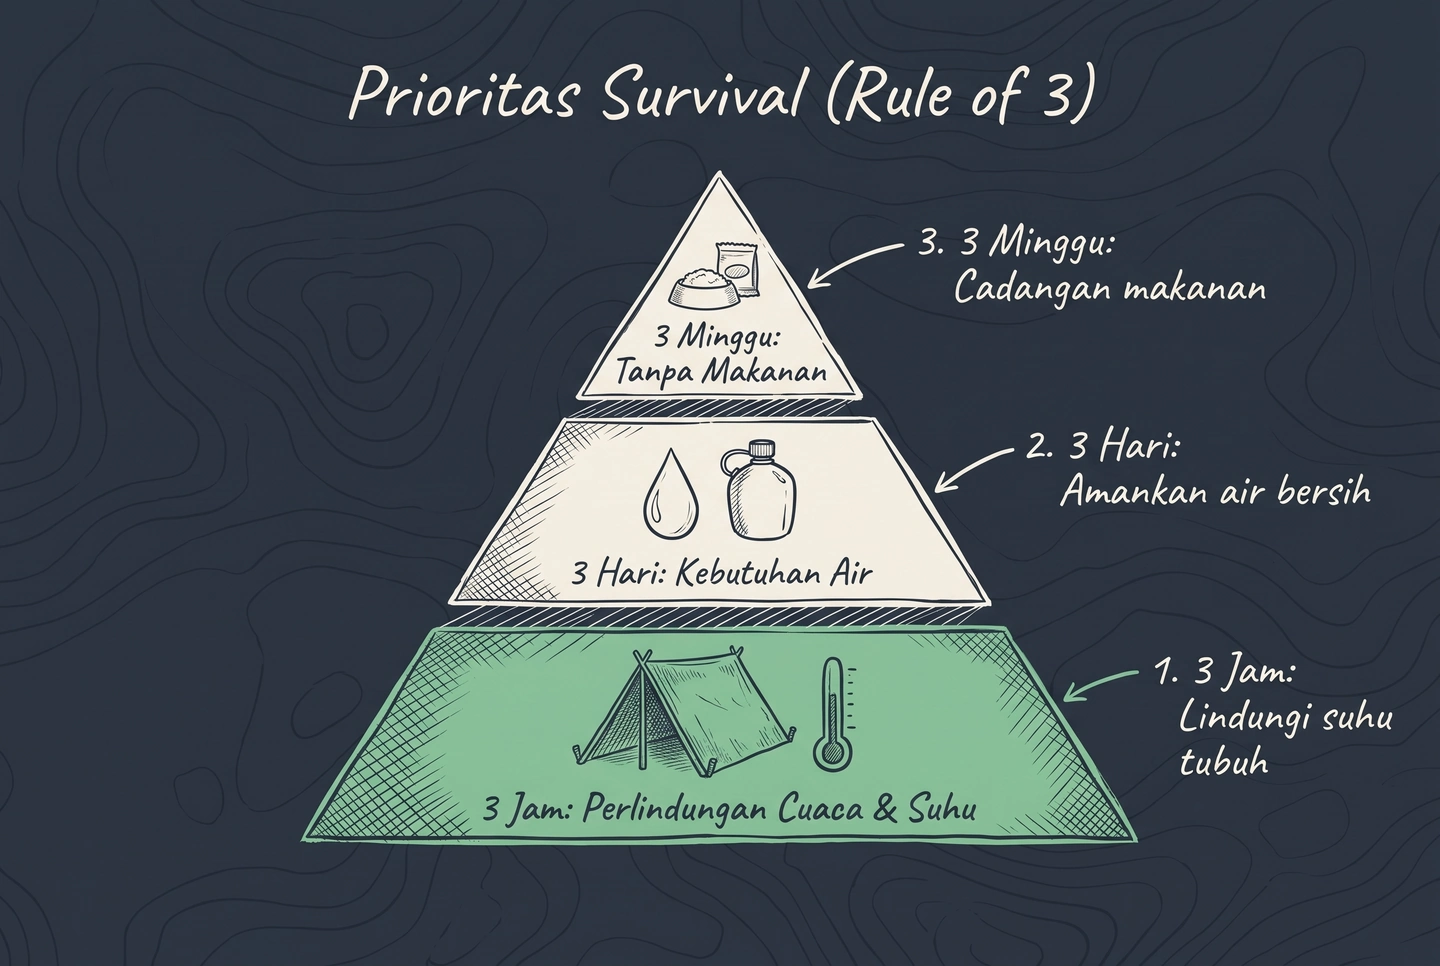 Prioritas Survival (Rule of 3)
3 Minggu:
Tanpa Makanan
3. 3 Minggu:
Cadangan makanan
3 Hari: Kebutuhan Air
2. 3 Hari:
Amankan air bersih
3 Jam: Perlindungan Cuaca & Suhu
1. 3 Jam:
Lindungi suhu
tubuh